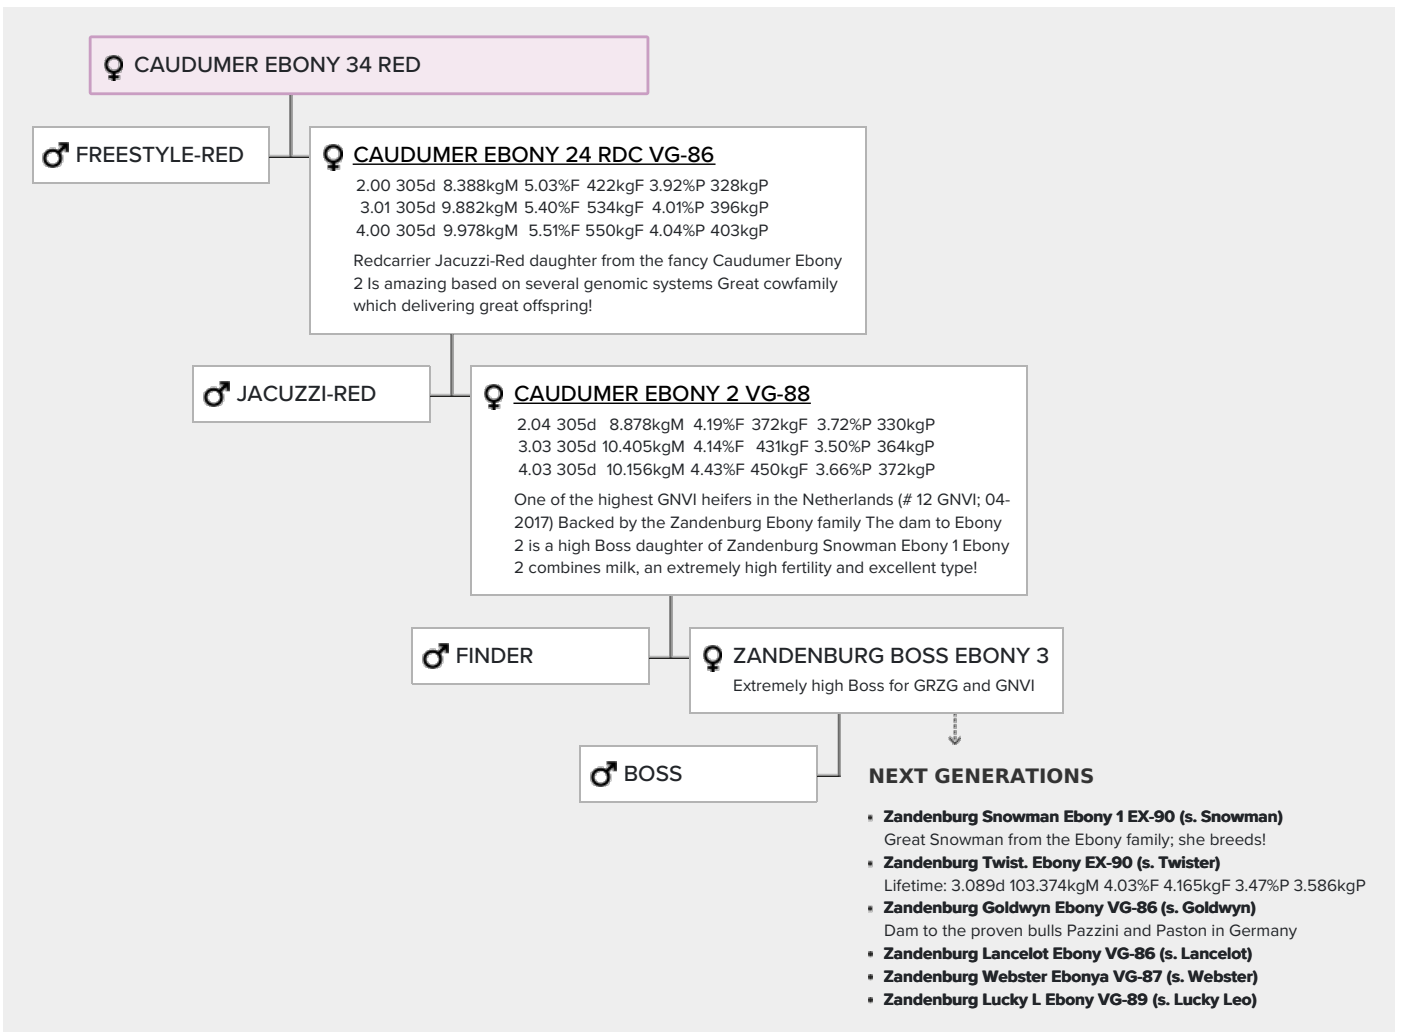 CAUDUMER EBONY 34 RED
FREESTYLE-RED
CAUDUMER EBONY 24 RDC VG-86
2.00 305d 8.388kgM 5.03%F 422kgF 3.92%P 328kgP
3.01 305d 9.882kgM 5.40%F 534kgF 4.01%P 396kgP
4.00 305d 9.978kgM 5.51%F 550kgF 4.04%P 403kgP
Redcarrier Jacuzzi-Red daughter from the fancy Caudumer Ebony
2 Is amazing based on several genomic systems Great cowfamily
which delivering great offspring!
JACUZZI-RED
CAUDUMER EBONY 2 VG-88
2.04 305d 8.878kgM 4.19%F 372kgF 3.72%P 330kgP
3.03 305d 10.405kgM 4.14%F 431kgF 3.50%P 364kgP
4.03 305d 10.156kgM 4.43%F 450kgF 3.66%P 372kgP
One of the highest GNVI heifers in the Netherlands (# 12 GNVI; 04-
2017) Backed by the Zandenburg Ebony family The dam to Ebony
2 is a high Boss daughter of Zandenburg Snowman Ebony 1 Ebony
2 combines milk, an extremely high fertility and excellent type!
FINDER
ZANDENBURG BOSS EBONY 3
Extremely high Boss for GRZG and GNVI
BOSS
NEXT GENERATIONS
Zandenburg Snowman Ebony 1 EX-90 (s. Snowman)
Great Snowman from the Ebony family; she breeds!
Zandenburg Twist. Ebony EX-90 (s. Twister)
Lifetime: 3.089d 103.374kgM 4.03%F 4.165kgF 3.47%P 3.586kgP
Zandenburg Goldwyn Ebony VG-86 (s. Goldwyn)
Dam to the proven bulls Pazzini and Paston in Germany
Zandenburg Lancelot Ebony VG-86 (s. Lancelot)
Zandenburg Webster Ebonya VG-87 (s. Webster)
Zandenburg Lucky L Ebony VG-89 (s. Lucky Leo)